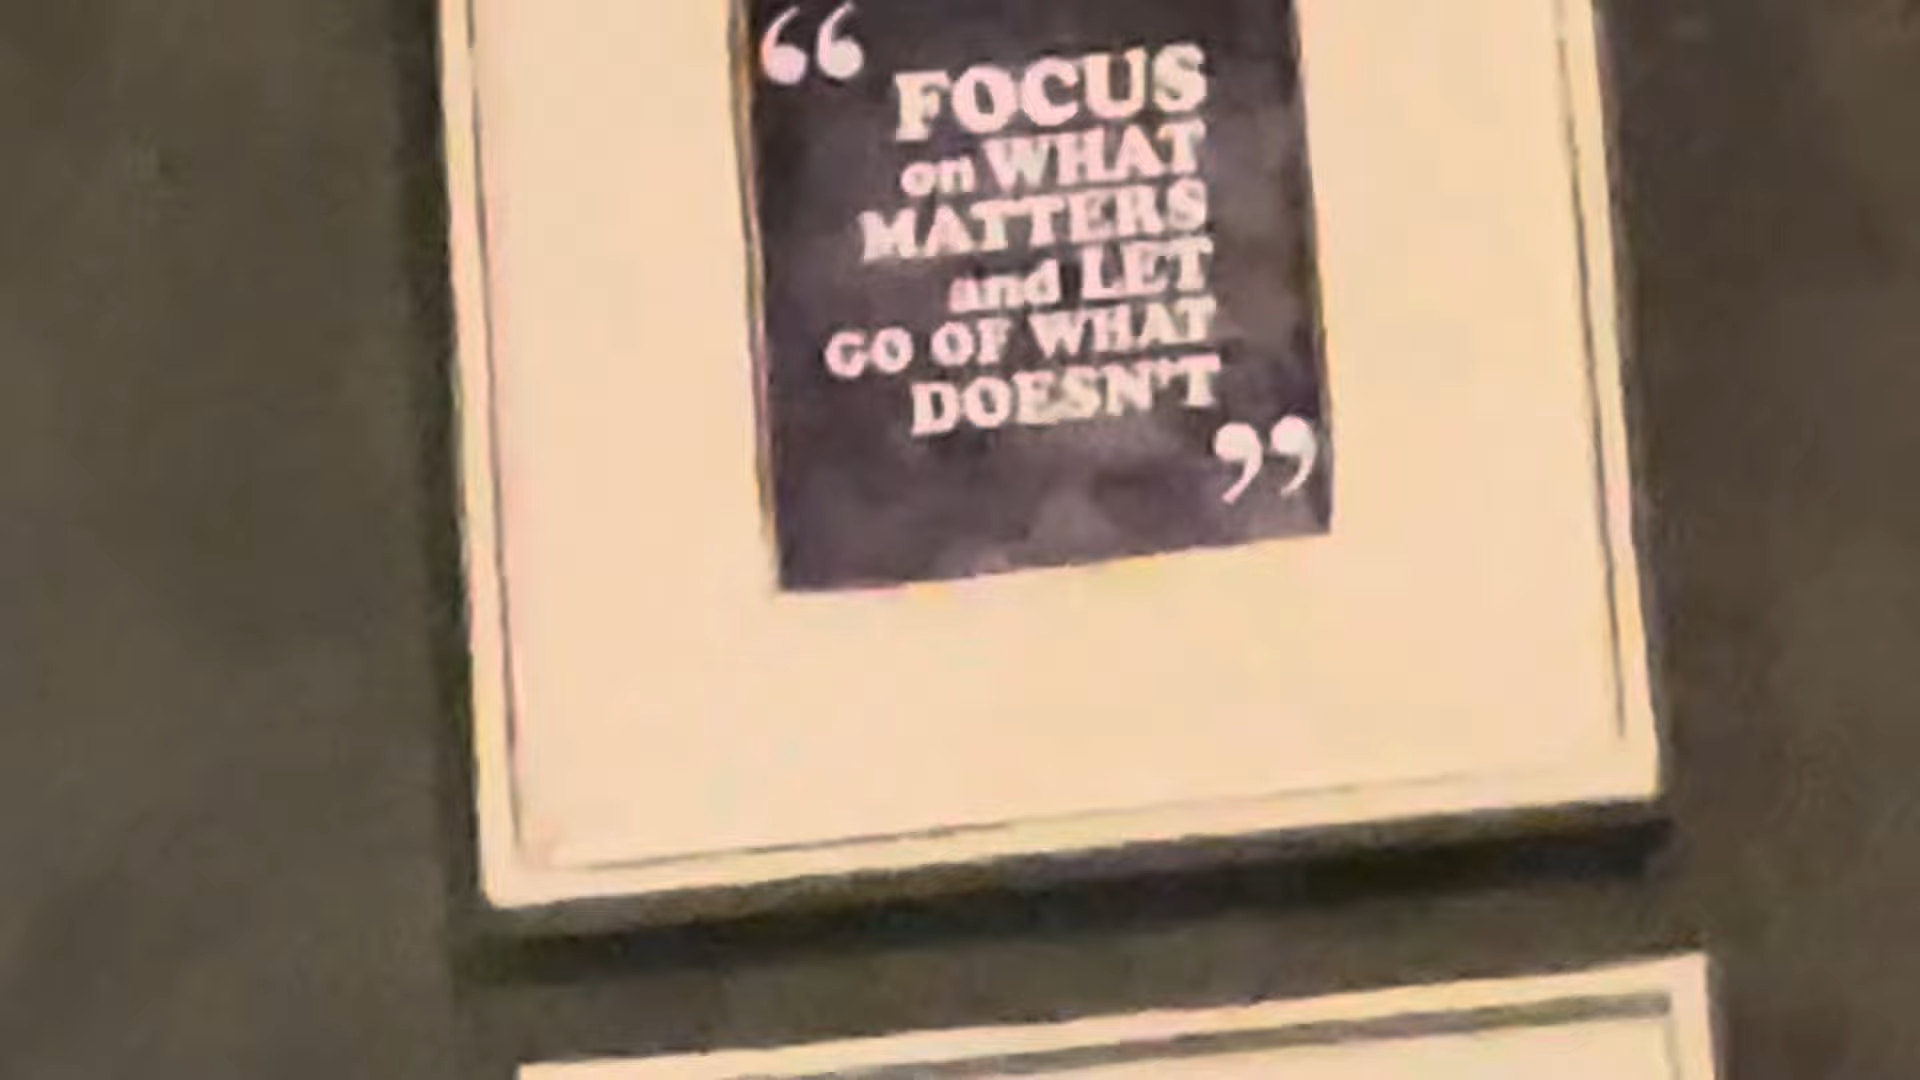 “
FOCUS
on WHAT
MATTERS
and LET
GO OF WHAT
DOESN'T
”